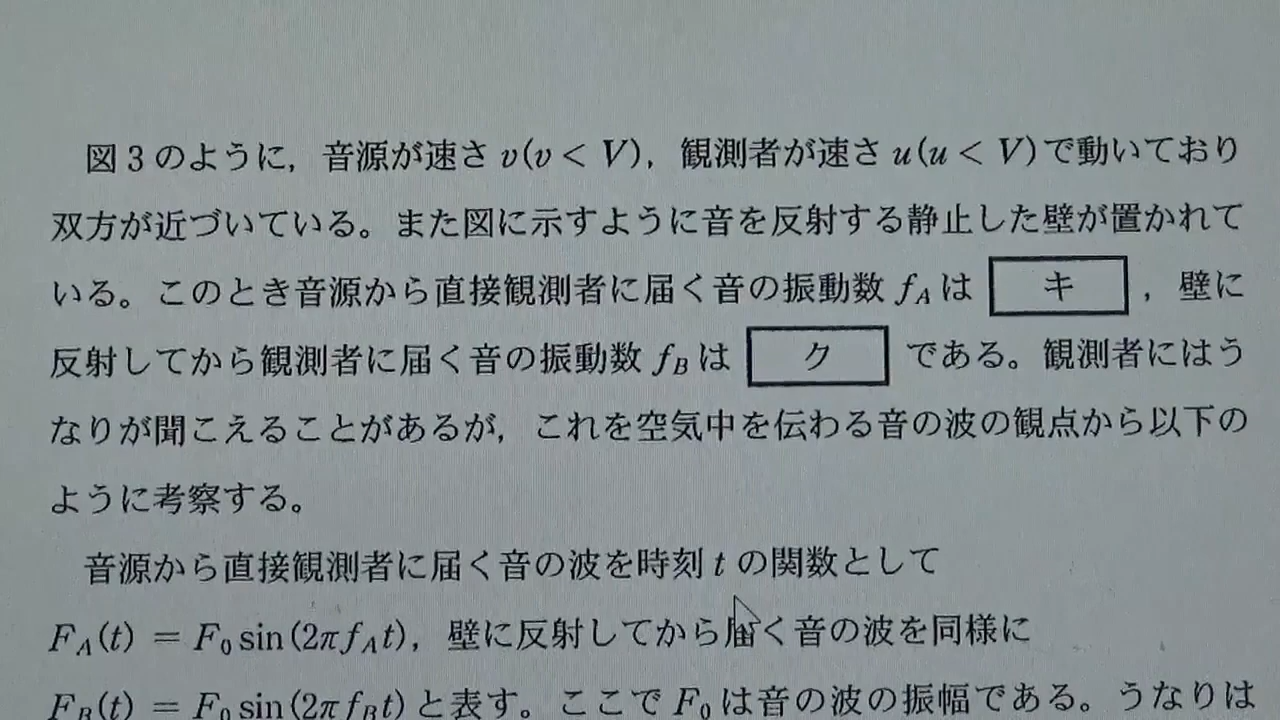 図3のように，音源が速さ v(v < V)，観測者が速さ u(u < V)で動いており
双方が近づいている。また図に示すように音を反射する静止した壁が置かれて
いる。このとき音源から直接観測者に届く音の振動数 fA は キ ，壁に
反射してから観測者に届く音の振動数 fB は ク である。観測者にはう
なりが聞こえることがあるが，これを空気中を伝わる音の波の観点から以下の
ように考察する。
音源から直接観測者に届く音の波を時刻 t の関数として
FA(t) = F0 sin(2πfAt)，壁に反射してから届く音の波を同様に
FB(t) = F0 sin(2πfBt)と表す。ここで F0 は音の波の振幅である。うなりは